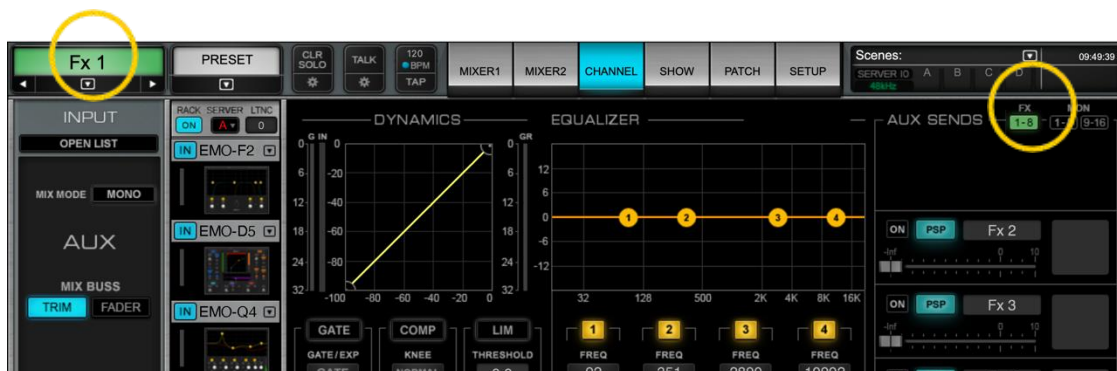 Fx 1
PRESET
CLR SOLO
TALK
120 BPM
TAP
MIXER1
MIXER2
CHANNEL
SHOW
PATCH
SETUP
Scenes:
09:49:39
SERVER IO A B C D
48kHz
INPUT
OPEN LIST
MIX MODE MONO
AUX
MIX BUSS
TRIM FADER
RACK SERVER LTNC
ON A 0
IN EMO-F2
IN EMO-D5
IN EMO-Q4
DYNAMICS
G IN
GR
0 0 0
6 -20 6
12 -40 12
18 -60 18
24 -80 24
32 32
-100 -80 -60 -40 -20 0
GATE COMP LIM
GATE/EXP KNEE THRESHOLD
EQUALIZER
12
6
0
-6
-12
1 2 3 4
32 128 500 2K 4K 8K 16K
1 2 3 4
FREQ FREQ FREQ FREQ
AUX SENDS
FX
1-8
9-16
ON PSP Fx 2
-Inf 0 10
ON PSP Fx 3
-Inf 0 10